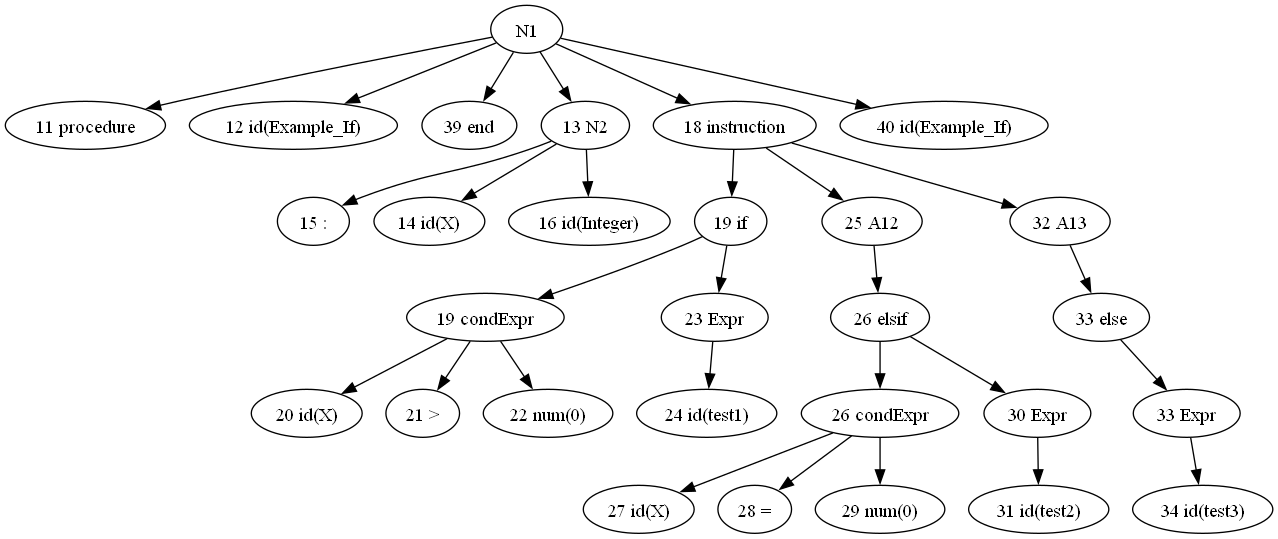 N1
11 procedure
12 id(Example_If)
39 end
13 N2
18 instruction
40 id(Example_If)
15 :
14 id(X)
16 id(Integer)
19 if
25 A12
32 A13
19 condExpr
23 Expr
26 elsif
33 else
20 id(X)
21 >
22 num(0)
24 id(test1)
26 condExpr
30 Expr
33 Expr
27 id(X)
28 =
29 num(0)
31 id(test2)
34 id(test3)